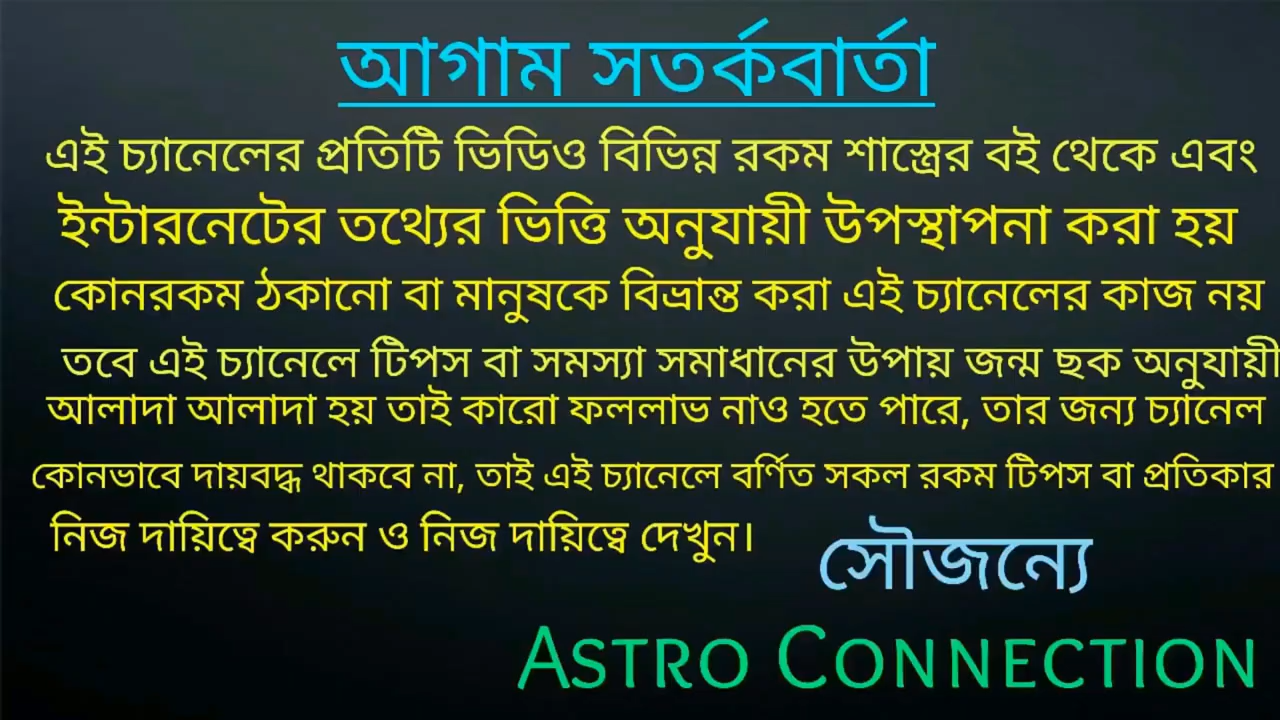 আগাম সতর্কবার্তা
এই চ্যানেলের প্রতিটি ভিডিও বিভিন্ন রকম শাস্ত্রের বই থেকে এবং
ইন্টারনেটের তথ্যের ভিত্তি অনুযায়ী উপস্থাপনা করা হয়
কোনরকম ঠকানো বা মানুষকে বিভ্রান্ত করা এই চ্যানেলের কাজ নয়
তবে এই চ্যানেলে টিপস বা সমস্যা সমাধানের উপায় জন্ম ছক অনুযায়ী
আলাদা আলাদা হয় তাই কারো ফললাভ নাও হতে পারে, তার জন্য চ্যানেল
কোনভাবে দায়বদ্ধ থাকবে না, তাই এই চ্যানেলে বর্ণিত সকল রকম টিপস বা প্রতিকার
নিজ দায়িত্বে করুন ও নিজ দায়িত্বে দেখুন।
সৌজন্যে
ASTRO CONNECTION